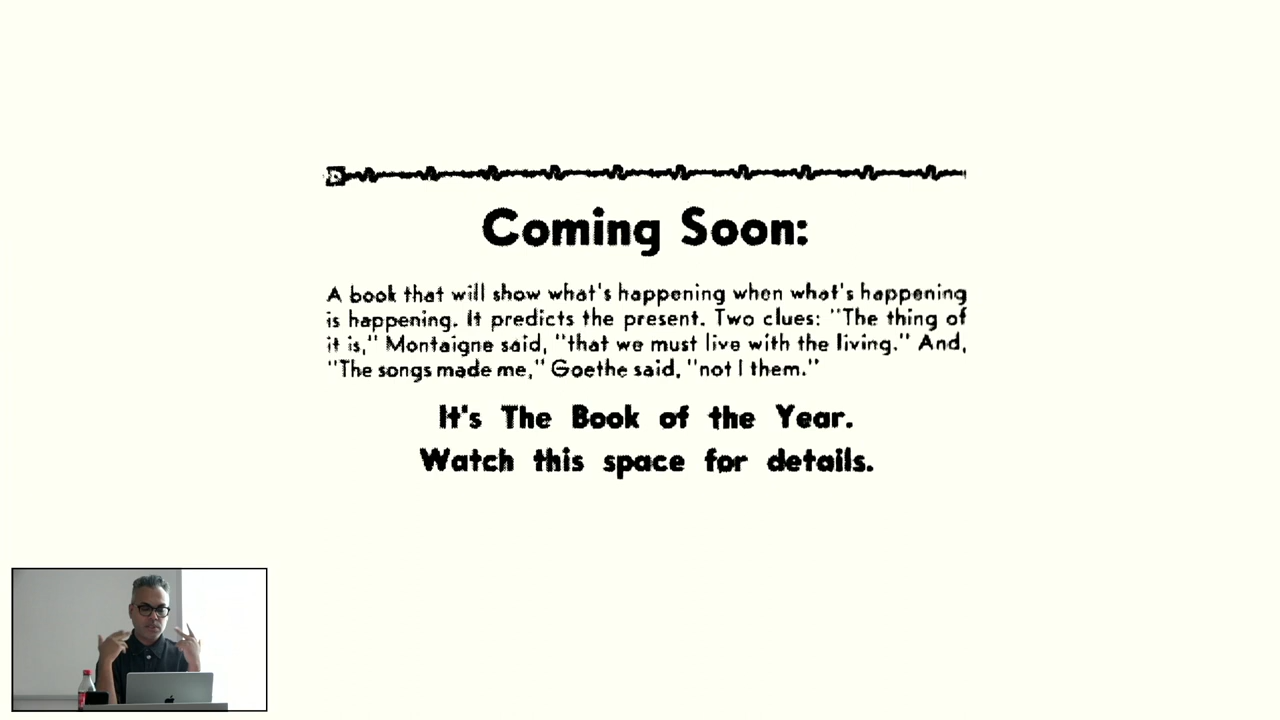 Coming Soon:
A book that will show what's happening when what's happening
is happening. It predicts the present. Two clues: "The thing of
it is," Montaigne said, "that we must live with the living." And,
"The songs made me," Goethe said, "not I them."
It's The Book of the Year.
Watch this space for details.